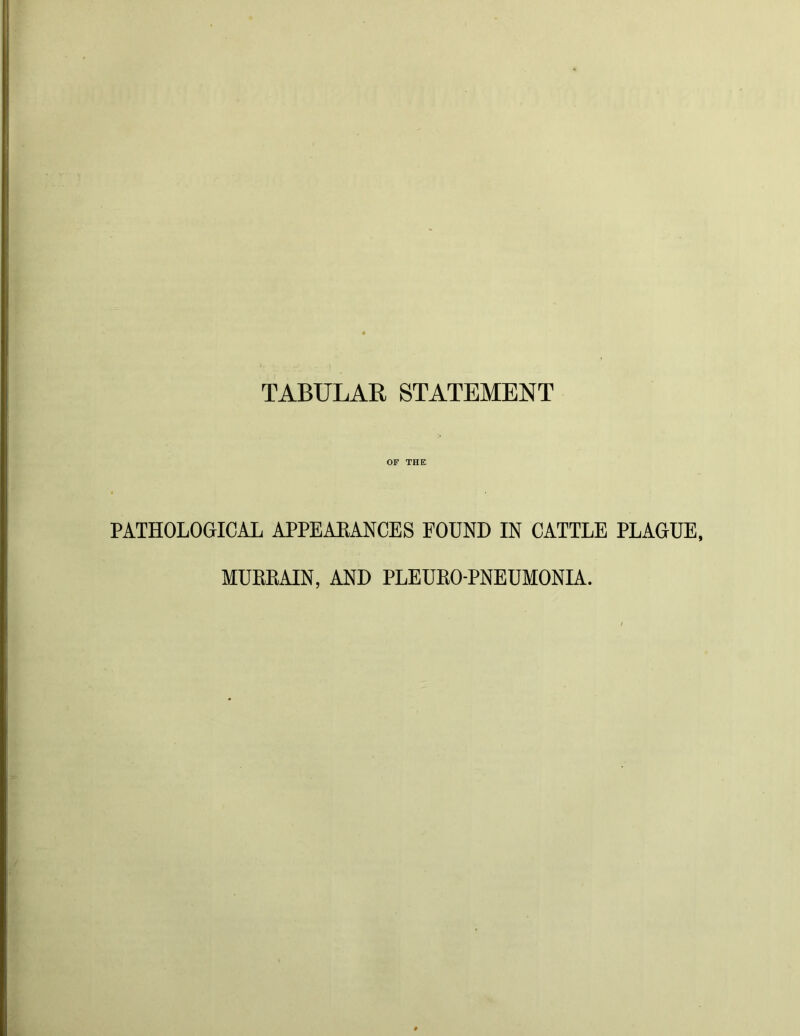 TABULAR STATEMENT
OF THE
PATHOLOGICAL APPEARANCES FOUND IN CATTLE PLAGUE,
MURRAIN, AND PLEURO-PNEUMONIA.